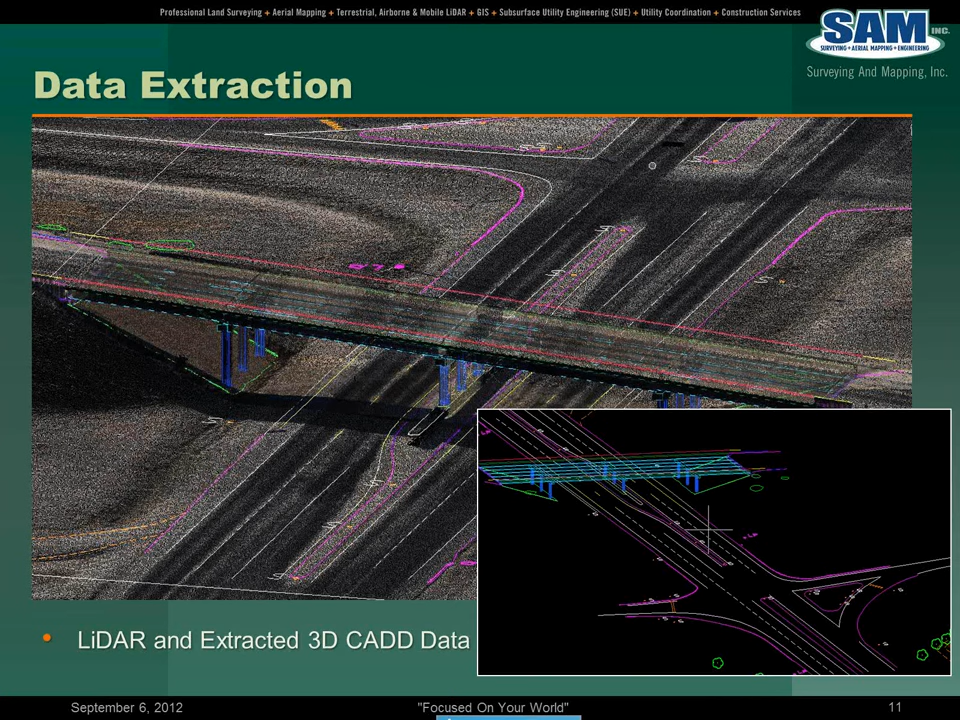 Professional Land Surveying + Aerial Mapping + Terrestrial, Airborne & Mobile LiDAR + GIS + Subsurface Utility Engineering (SUE) + Utility Coordination + Construction Services
SAM INC.
SURVEYING + AERIAL MAPPING + ENGINEERING
Surveying And Mapping, Inc.
Data Extraction
• LiDAR and Extracted 3D CADD Data
September 6, 2012
"Focused On Your World"
11